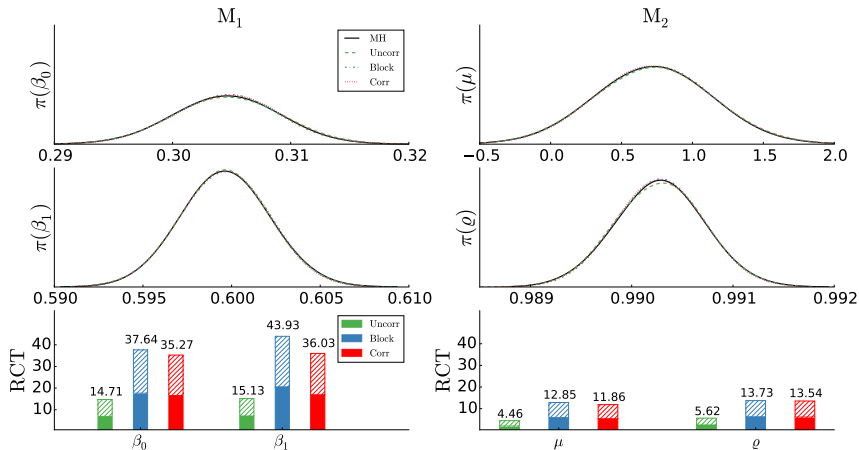 M₁
M₂
π(β₀)
MH
Uncorr
Block
Corr
0.29 0.30 0.31 0.32
π(μ)
−0.5 0.0 0.5 1.0 1.5 2.0
π(β₁)
0.590 0.595 0.600 0.605 0.610
π(ϱ)
0.989 0.990 0.991 0.992
RCT
40
30
20
10
14.71
37.64
35.27
15.13
43.93
36.03
Uncorr
Block
Corr
β₀ β₁
RCT
40
30
20
10
4.46
12.85
11.86
5.62
13.73
13.54
μ ϱ